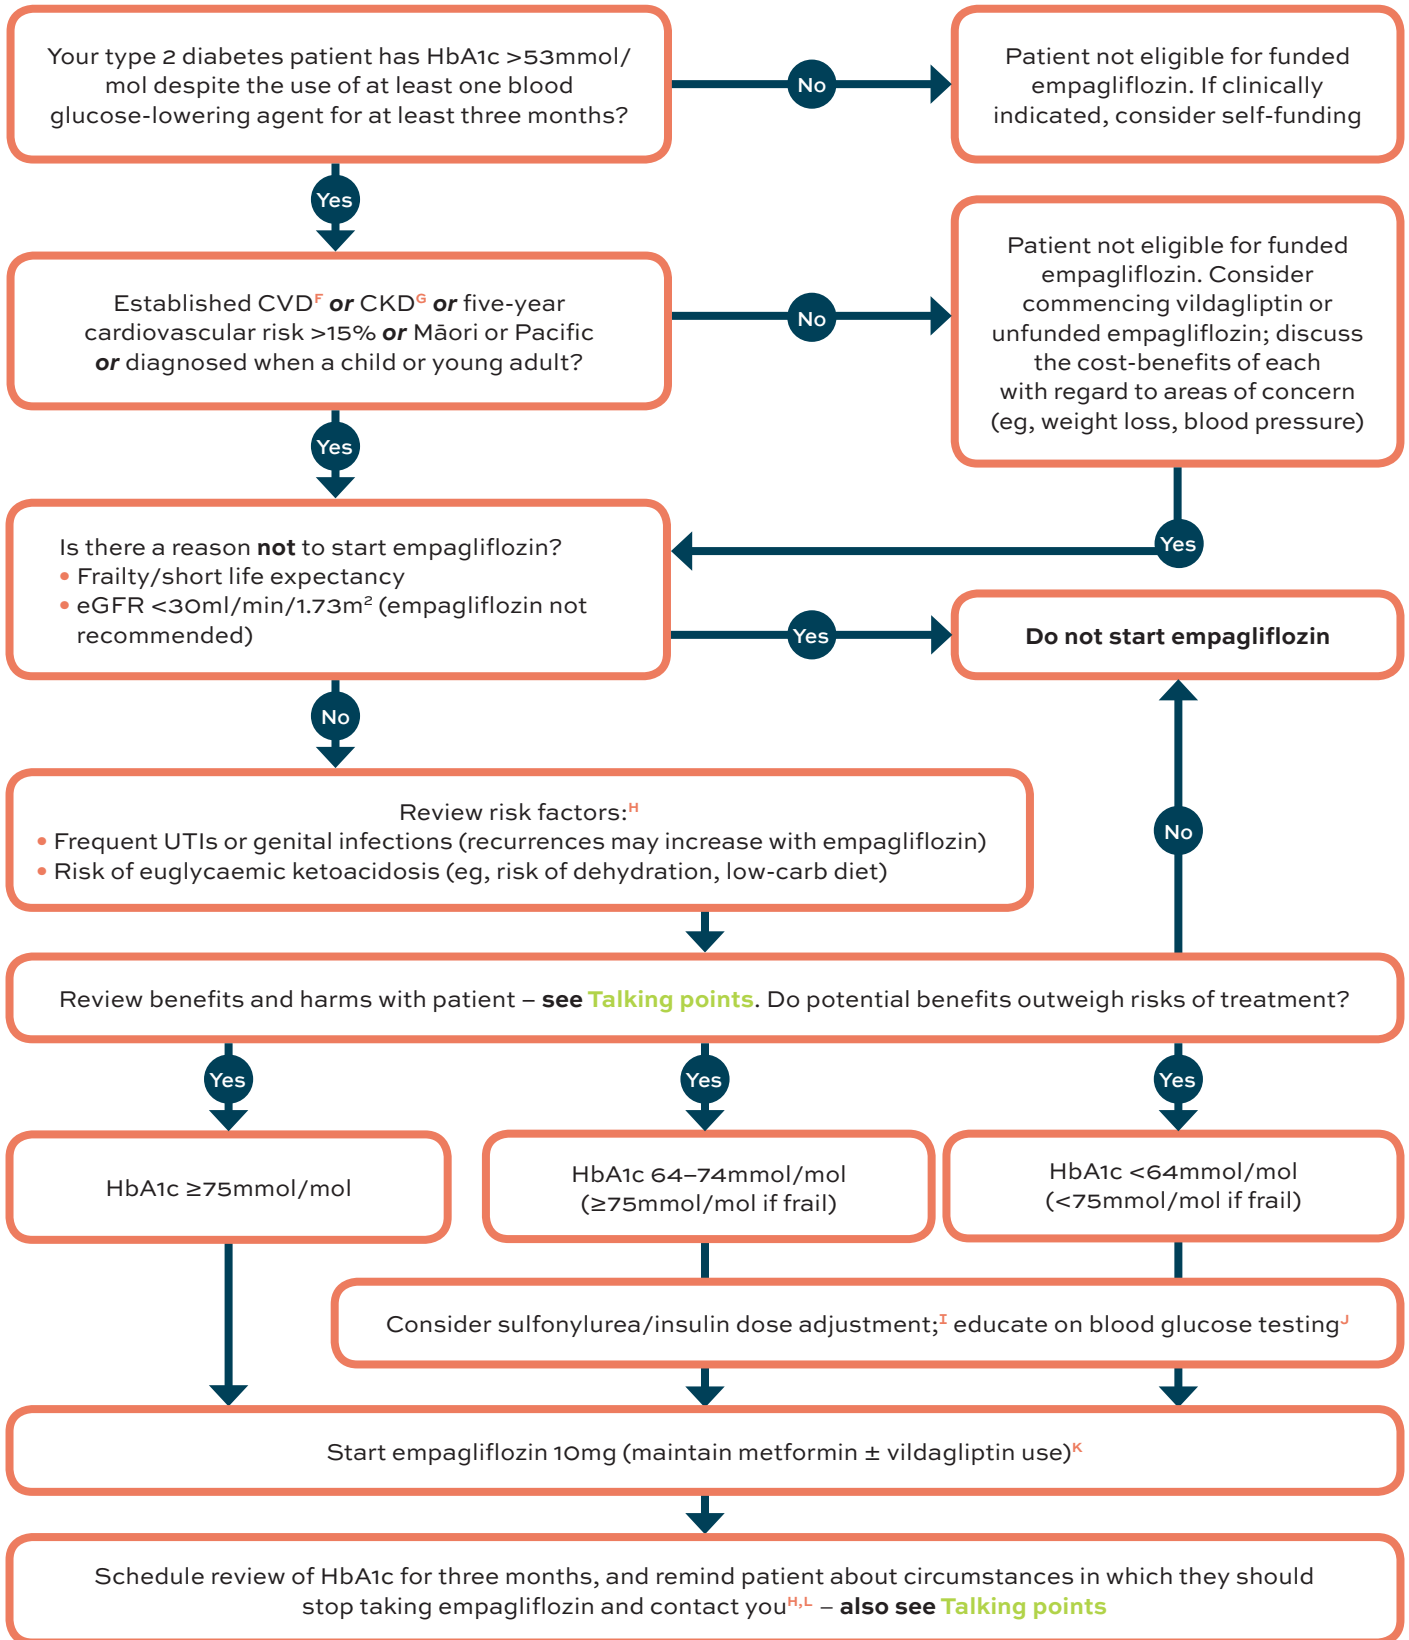 Your type 2 diabetes patient has HbA1c >53mmol/
mol despite the use of at least one blood
glucose-lowering agent for at least three months?
No
Patient not eligible for funded
empagliflozin. If clinically
indicated, consider self-funding
Yes
Established CVDF or CKDG or five-year
cardiovascular risk >15% or Māori or Pacific
or diagnosed when a child or young adult?
No
Patient not eligible for funded
empagliflozin. Consider
commencing vildagliptin or
unfunded empagliflozin; discuss
the cost-benefits of each
with regard to areas of concern
(eg, weight loss, blood pressure)
Yes
Yes
Is there a reason not to start empagliflozin?
• Frailty/short life expectancy
• eGFR <30ml/min/1.73m² (empagliflozin not
recommended)
Yes
Do not start empagliflozin
No
Review risk factors:H
• Frequent UTIs or genital infections (recurrences may increase with empagliflozin)
• Risk of euglycaemic ketoacidosis (eg, risk of dehydration, low-carb diet)
No
Review benefits and harms with patient – see Talking points. Do potential benefits outweigh risks of treatment?
Yes
Yes
Yes
HbA1c ≥75mmol/mol
HbA1c 64–74mmol/mol
(≥75mmol/mol if frail)
HbA1c <64mmol/mol
(<75mmol/mol if frail)
Consider sulfonylurea/insulin dose adjustment;I educate on blood glucose testingJ
Start empagliflozin 10mg (maintain metformin ± vildagliptin use)K
Schedule review of HbA1c for three months, and remind patient about circumstances in which they should
stop taking empagliflozin and contact youH,L – also see Talking points